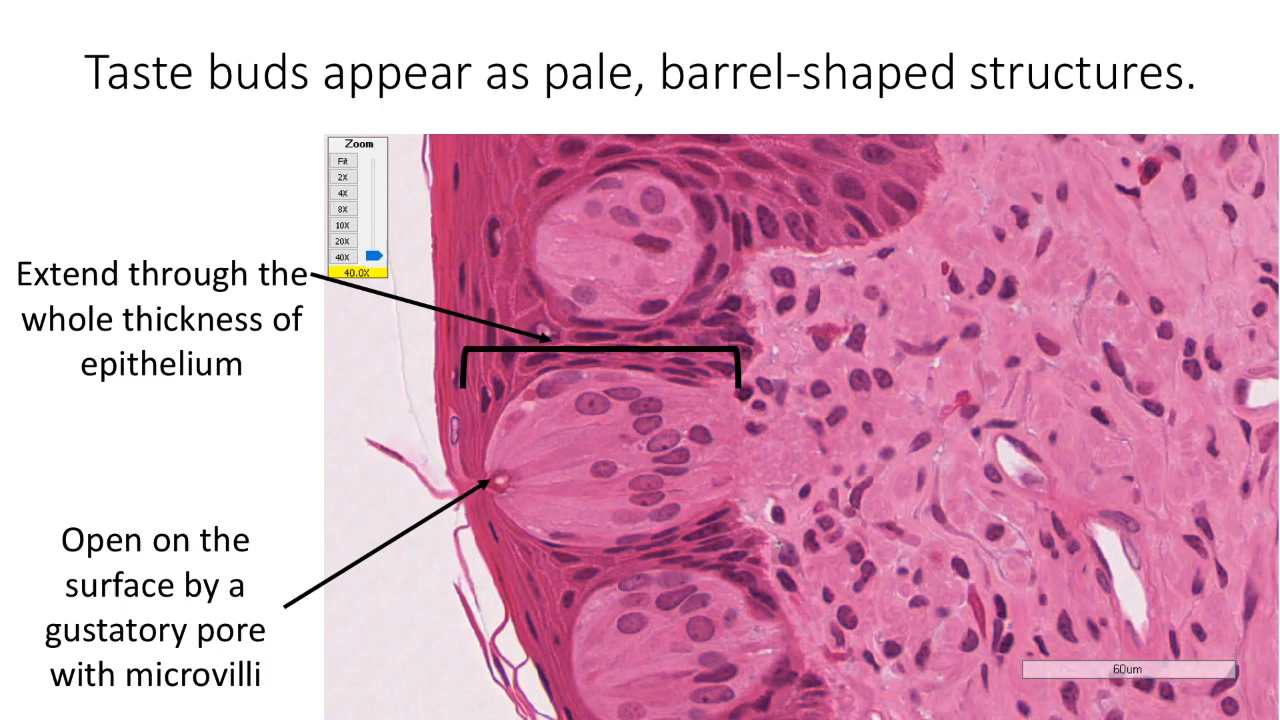 Taste buds appear as pale, barrel-shaped structures.
Zoom
Fit
2X
4X
8X
10X
20X
40X
40.0X
Extend through the
whole thickness of
epithelium
Open on the
surface by a
gustatory pore
with microvilli
60um